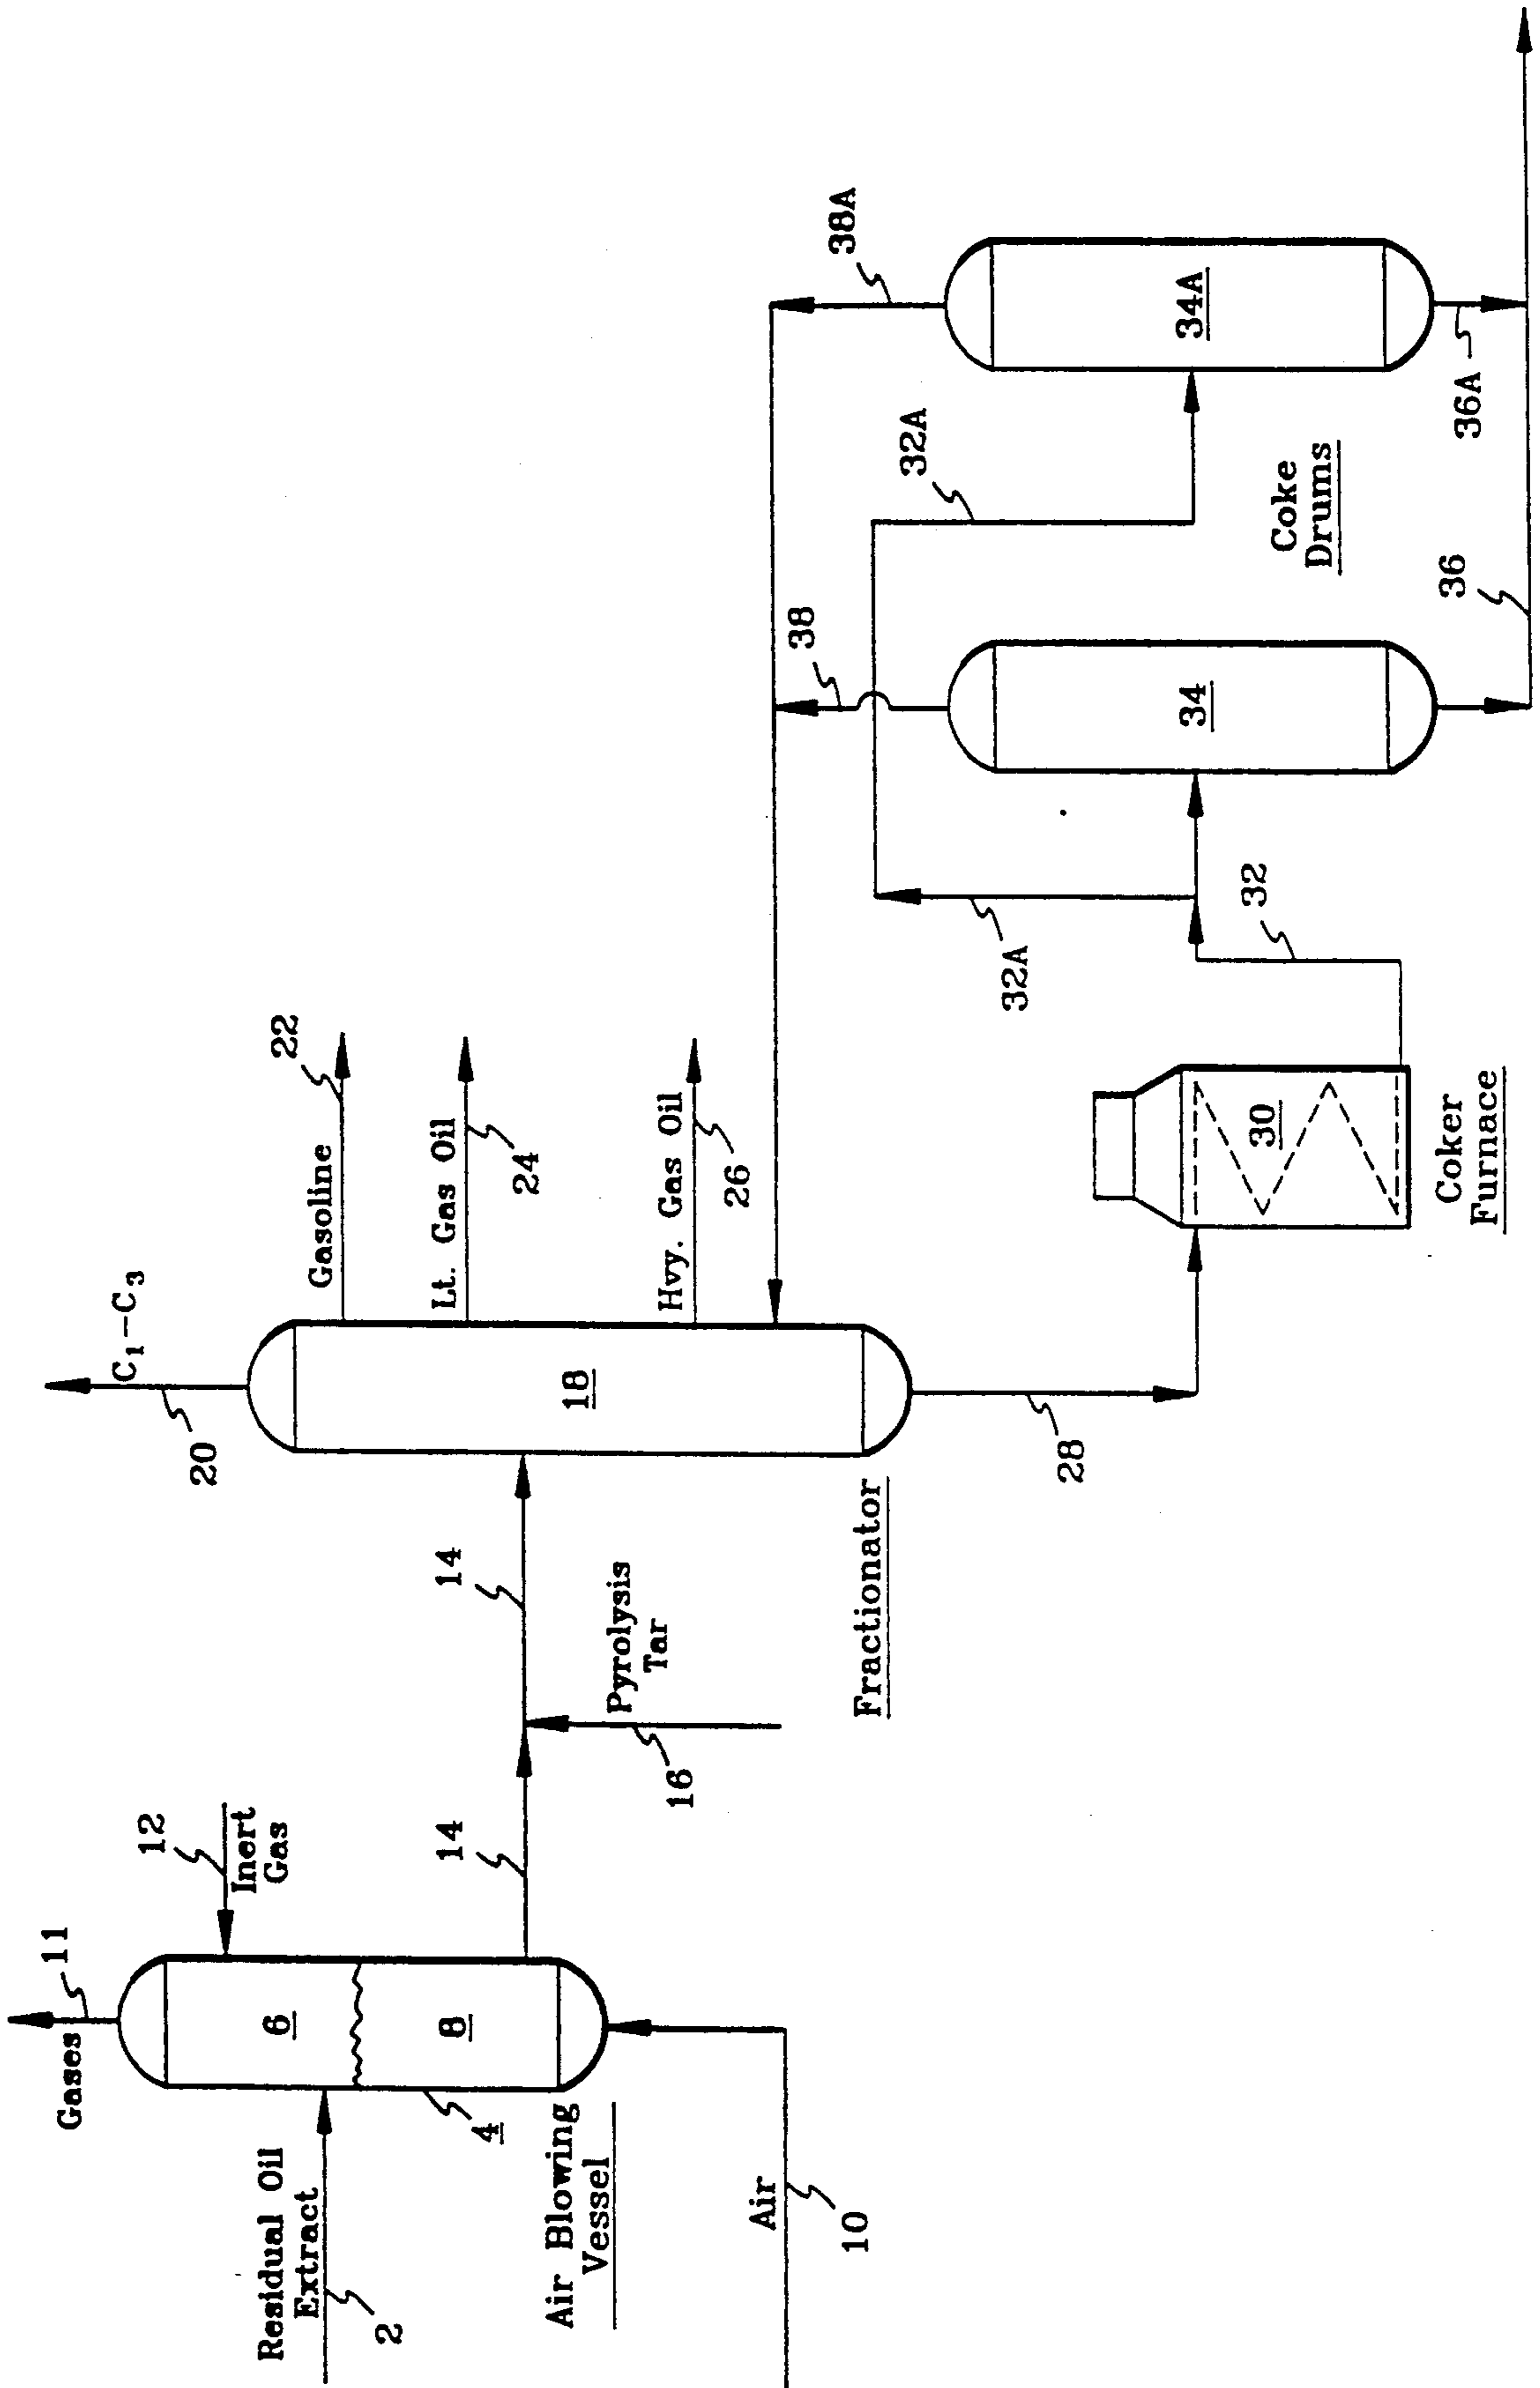 Gases
11
12
Inert
Gas
Residual Oil
Extract
2
6
8
4
Air Blowing
Vessel
Air
10
14
14
Pyrolysis
Tar
16
C₁–C₃
20
18
Fractionator
Gasoline
22
Lt. Gas Oil
24
Hvy. Gas Oil
26
28
30
Coker
Furnace
32
32A
32A
38
34
38A
34A
Coke
Drums
36
36A